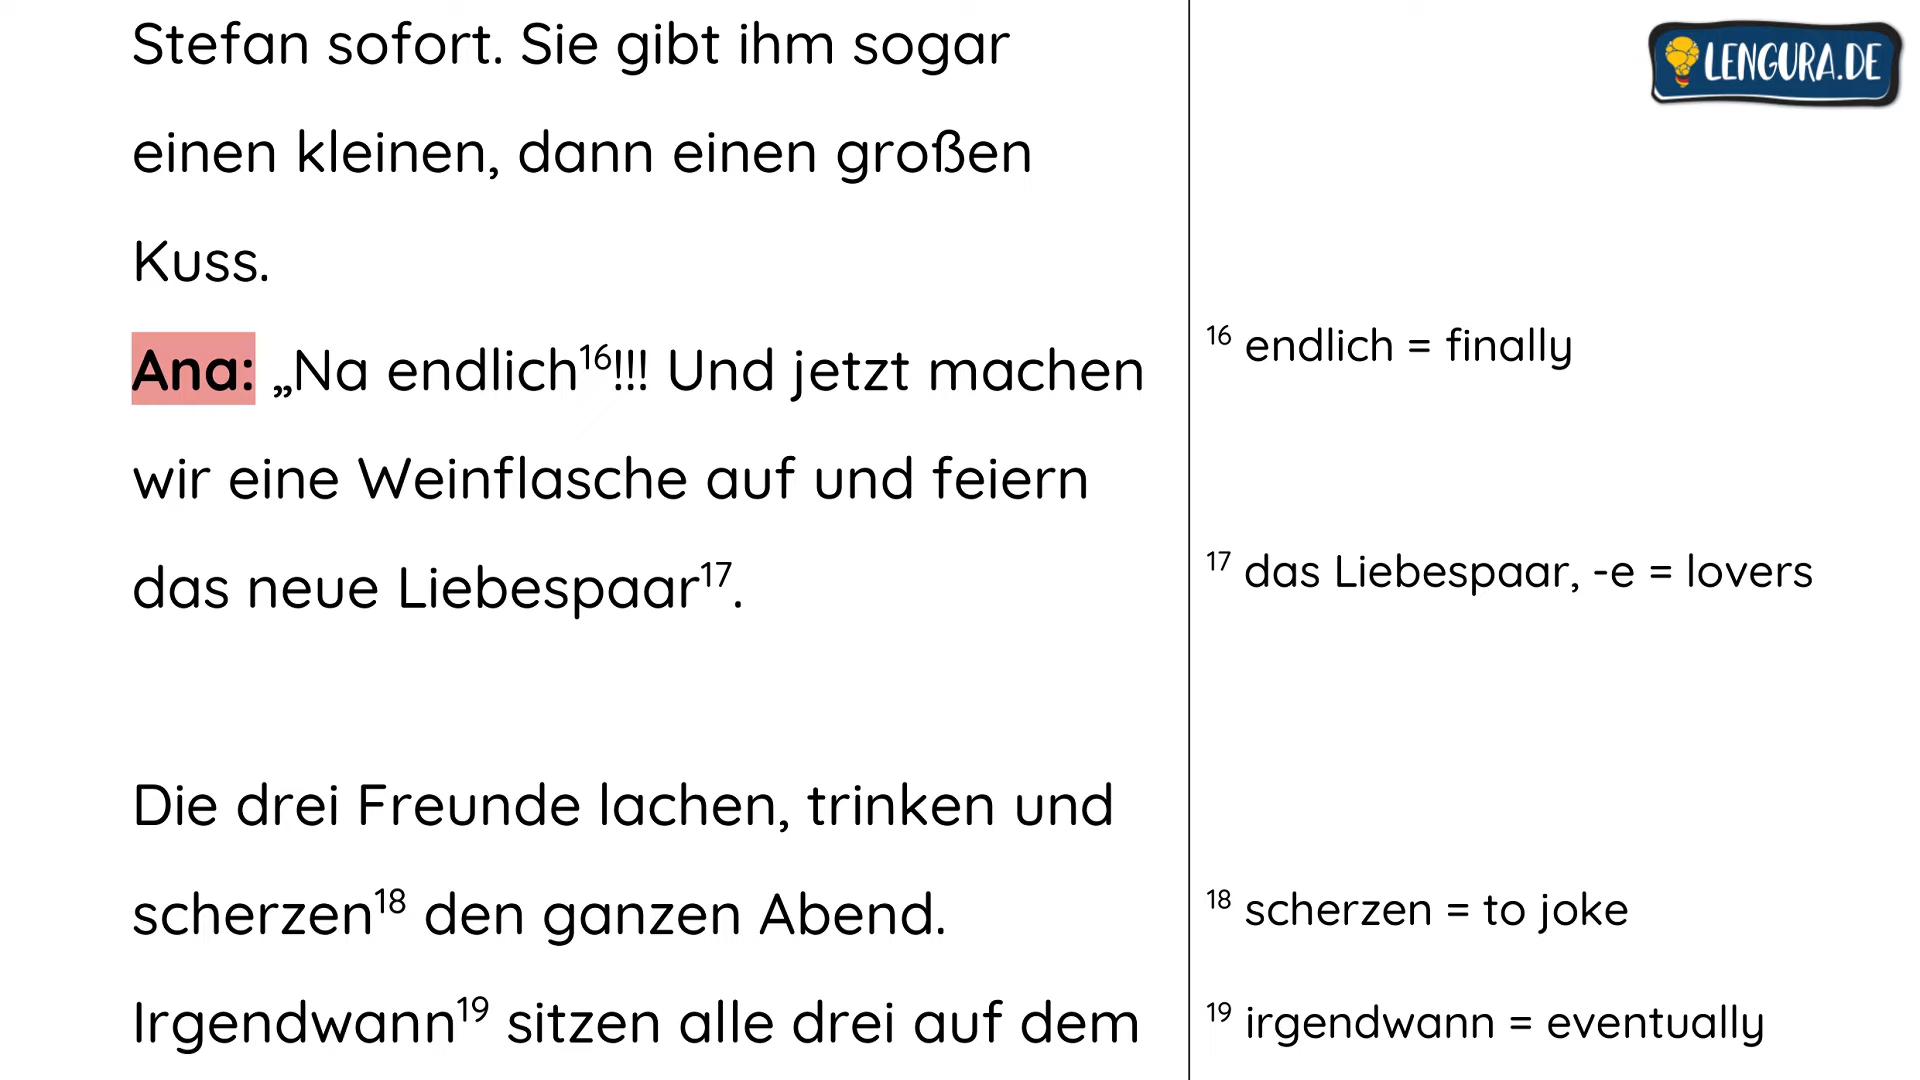 Stefan sofort. Sie gibt ihm sogar
einen kleinen, dann einen großen
Kuss.
Ana: „Na endlich¹⁶!!! Und jetzt machen
wir eine Weinflasche auf und feiern
das neue Liebespaar¹⁷.
Die drei Freunde lachen, trinken und
scherzen¹⁸ den ganzen Abend.
Irgendwann¹⁹ sitzen alle drei auf dem
LENGURA.DE
¹⁶ endlich = finally
¹⁷ das Liebespaar, -e = lovers
¹⁸ scherzen = to joke
¹⁹ irgendwann = eventually